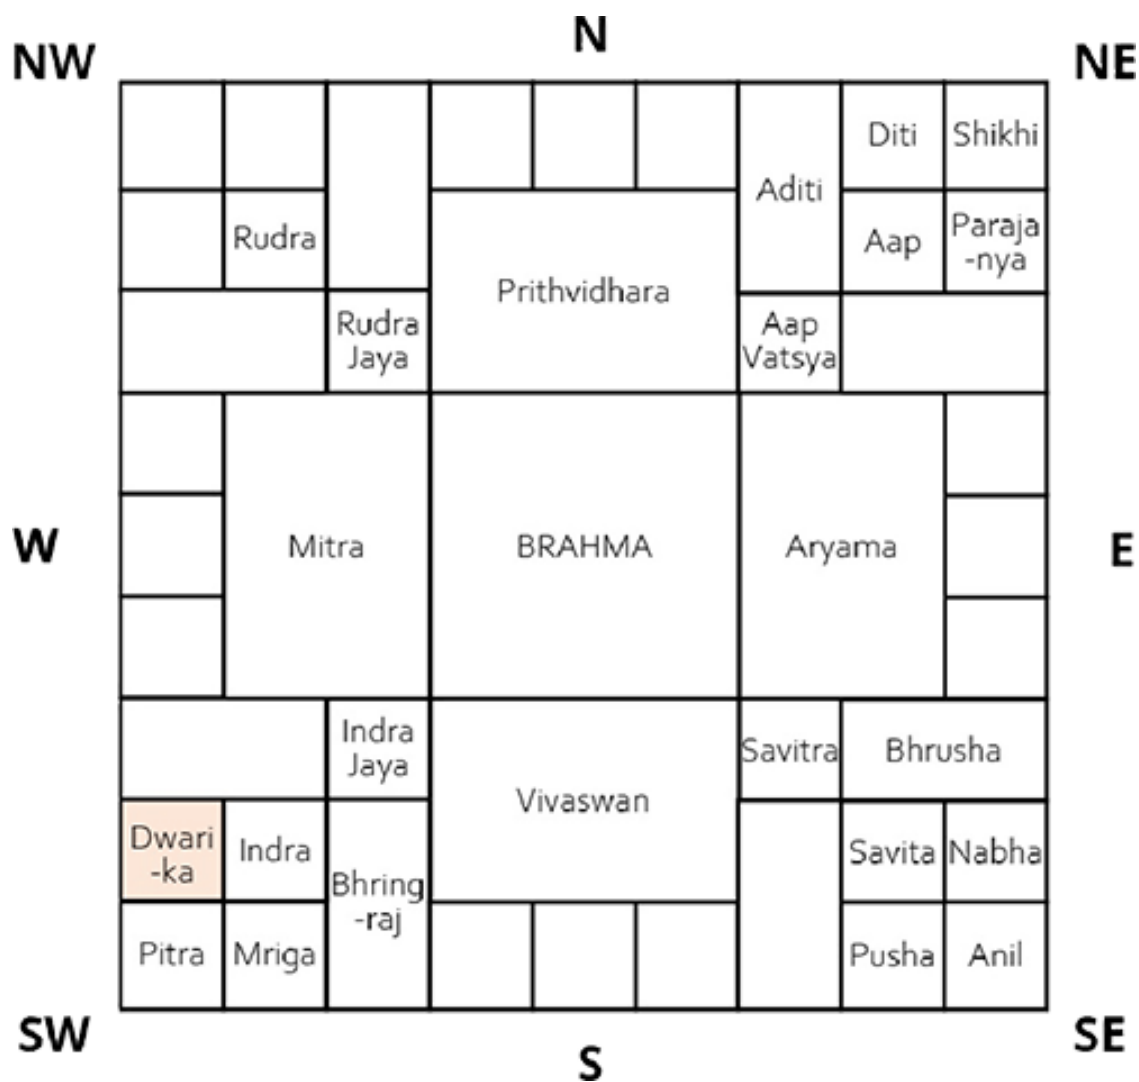 N
NW
NE
Diti
Shikhi
Aditi
Rudra
Aap
Paraja
-nya
Prithvidhara
Rudra
Jaya
Aap
Vatsya
W
Mitra
BRAHMA
Aryama
E
Indra
Jaya
Savitra
Bhrusha
Vivaswan
Dwari
-ka
Indra
Bhring
-raj
Savita
Nabha
Pitra
Mriga
Pusha
Anil
SW
S
SE